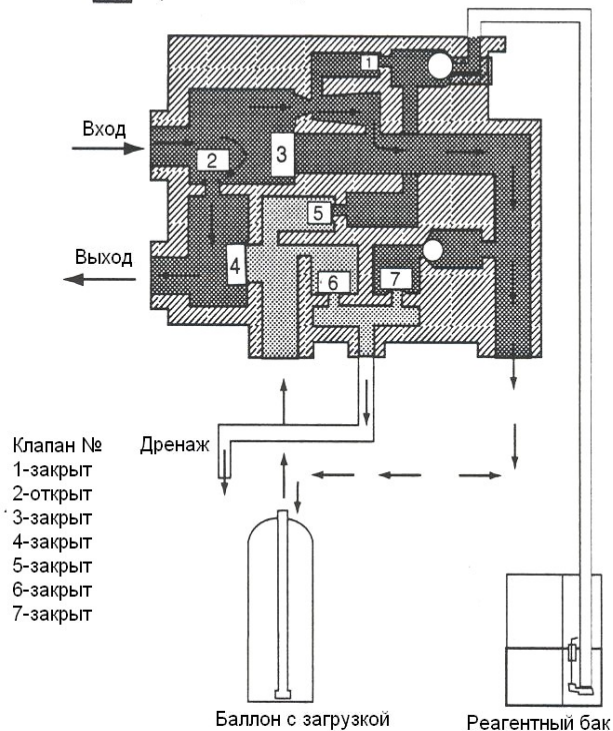 1
Вход
2
3
5
Выход
4
6
7
Клапан №
Дренаж
1-закрыт
2-открыт
3-закрыт
4-закрыт
5-закрыт
6-закрыт
7-закрыт
Баллон с загрузкой
Реагентный бак